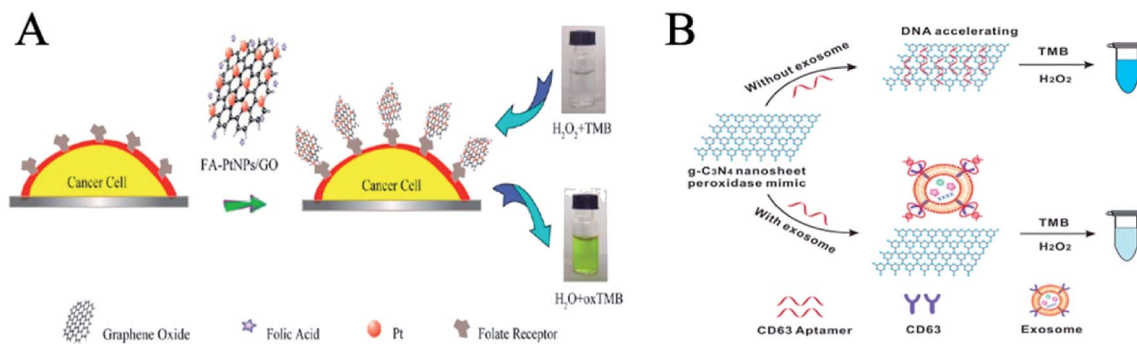 A
FA-PtNPs/GO
Cancer Cell
Cancer Cell
H₂O₂+TMB
H₂O+oxTMB
Graphene Oxide
Folic Acid
Pt
Folate Receptor
B
DNA accelerating
Without exosome
TMB
H₂O₂
g-C₃N₄ nanosheet
peroxidase mimic
With exosome
TMB
H₂O₂
CD63 Aptamer
CD63
Exosome